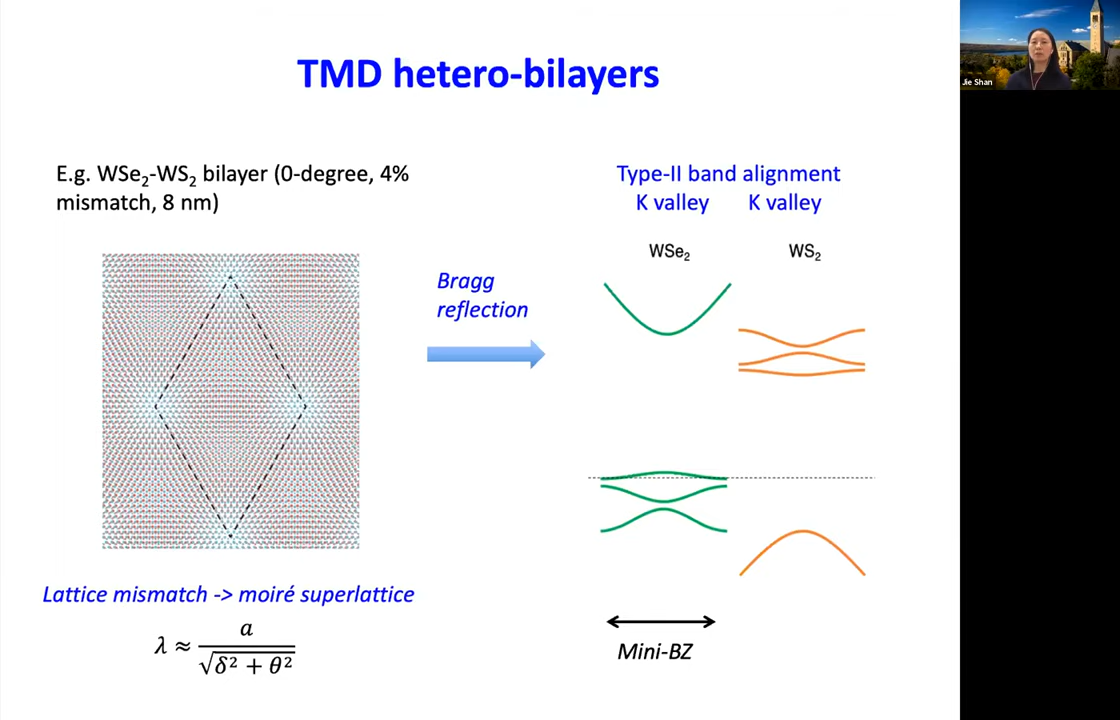 TMD hetero-bilayers
E.g. WSe₂-WS₂ bilayer (0-degree, 4%
mismatch, 8 nm)
Bragg
reflection
Lattice mismatch -> moiré superlattice
λ ≈ a / √(δ² + θ²)
Type-II band alignment
K valley K valley
WSe₂ WS₂
Mini-BZ
Jie Shan